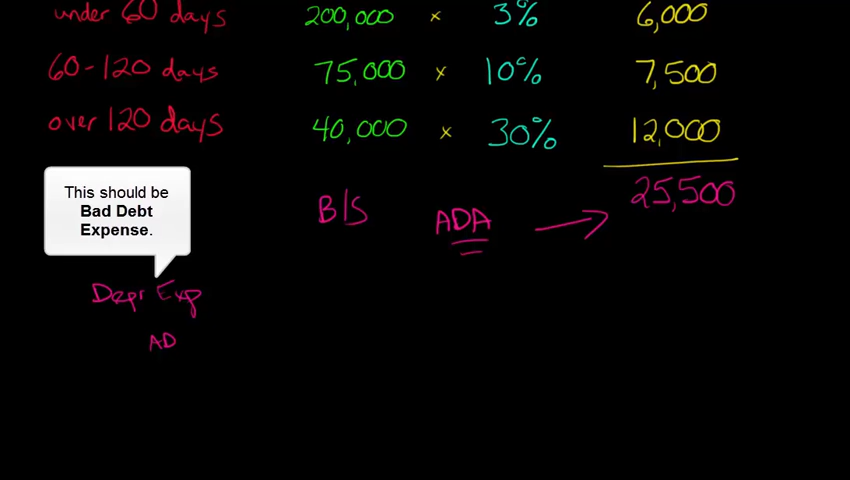 under 60 days 200,000 x 3% 6,000
60-120 days 75,000 x 10% 7,500
over 120 days 40,000 x 30% 12,000
25,500
B/S ADA
This should be
Bad Debt
Expense.
Depr Exp
AD